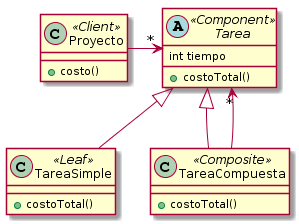 C «Client»
Proyecto
costo()
*
A «Component»
Tarea
int tiempo
costoTotal()
*
C «Leaf»
TareaSimple
costoTotal()
C «Composite»
TareaCompuesta
costoTotal()